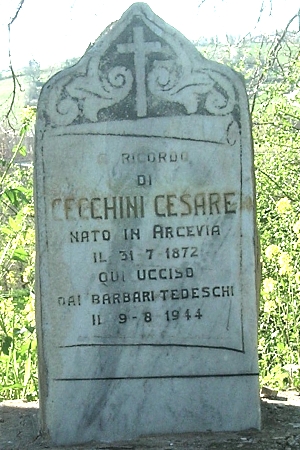 A RICORDO
DI
CECCHINI CESARE
NATO IN ARCEVIA
IL 31-7-1872
QUI UCCISO
DAI BARBARI TEDESCHI
IL 9-8-1944